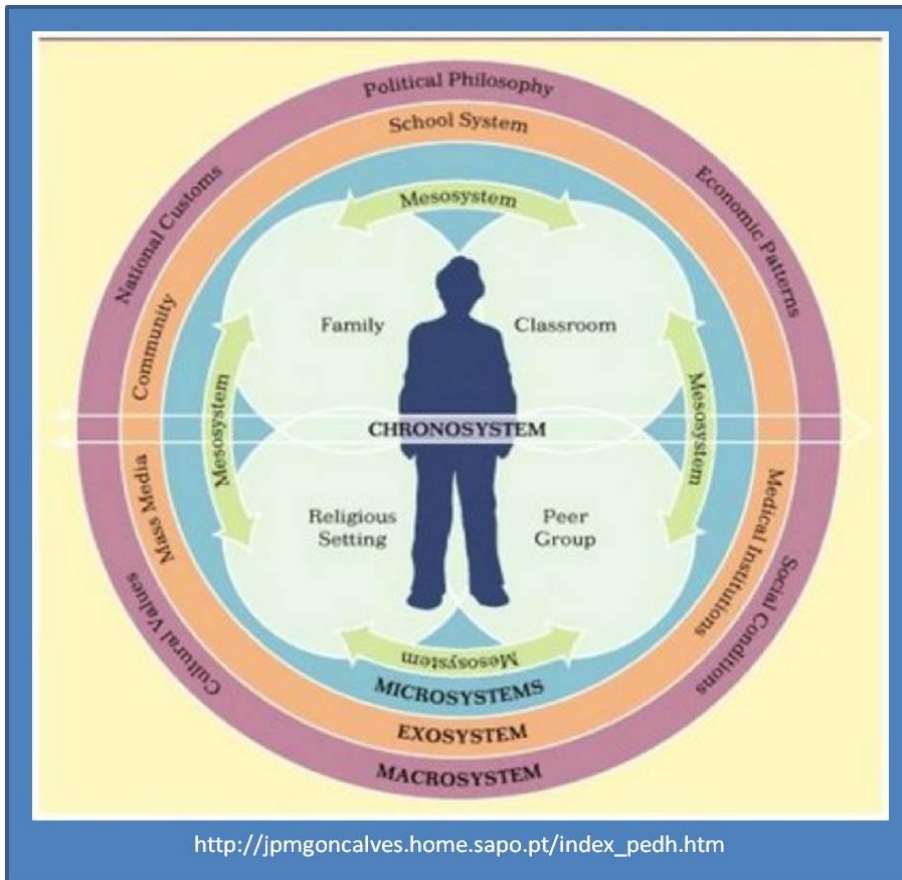 Political Philosophy
School System
National Customs
Economic Patterns
Mesosystem
Community
Family
Classroom
Mesosystem
Mesosystem
CHRONOSYSTEM
Mass Media
Religious
Setting
Peer
Group
Medical Institutions
Cultural Values
Social Conditions
Mesosystem
MICROSYSTEMS
EXOSYSTEM
MACROSYSTEM
http://jpmgoncalves.home.sapo.pt/index_pedh.htm